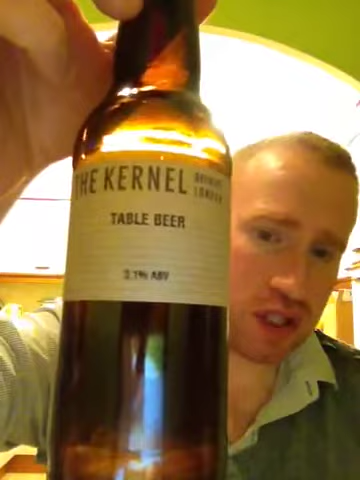 THE KERNEL BREWERY
LONDON
TABLE BEER
3.1% ABV